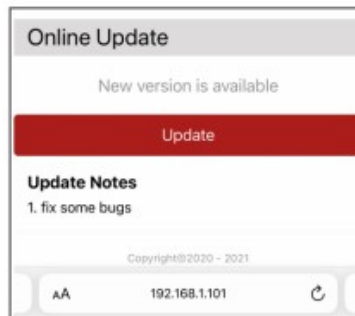 Online Update
New version is available
Update
Update Notes
1. fix some bugs
Copyright©2020 - 2021
AA 192.168.1.101